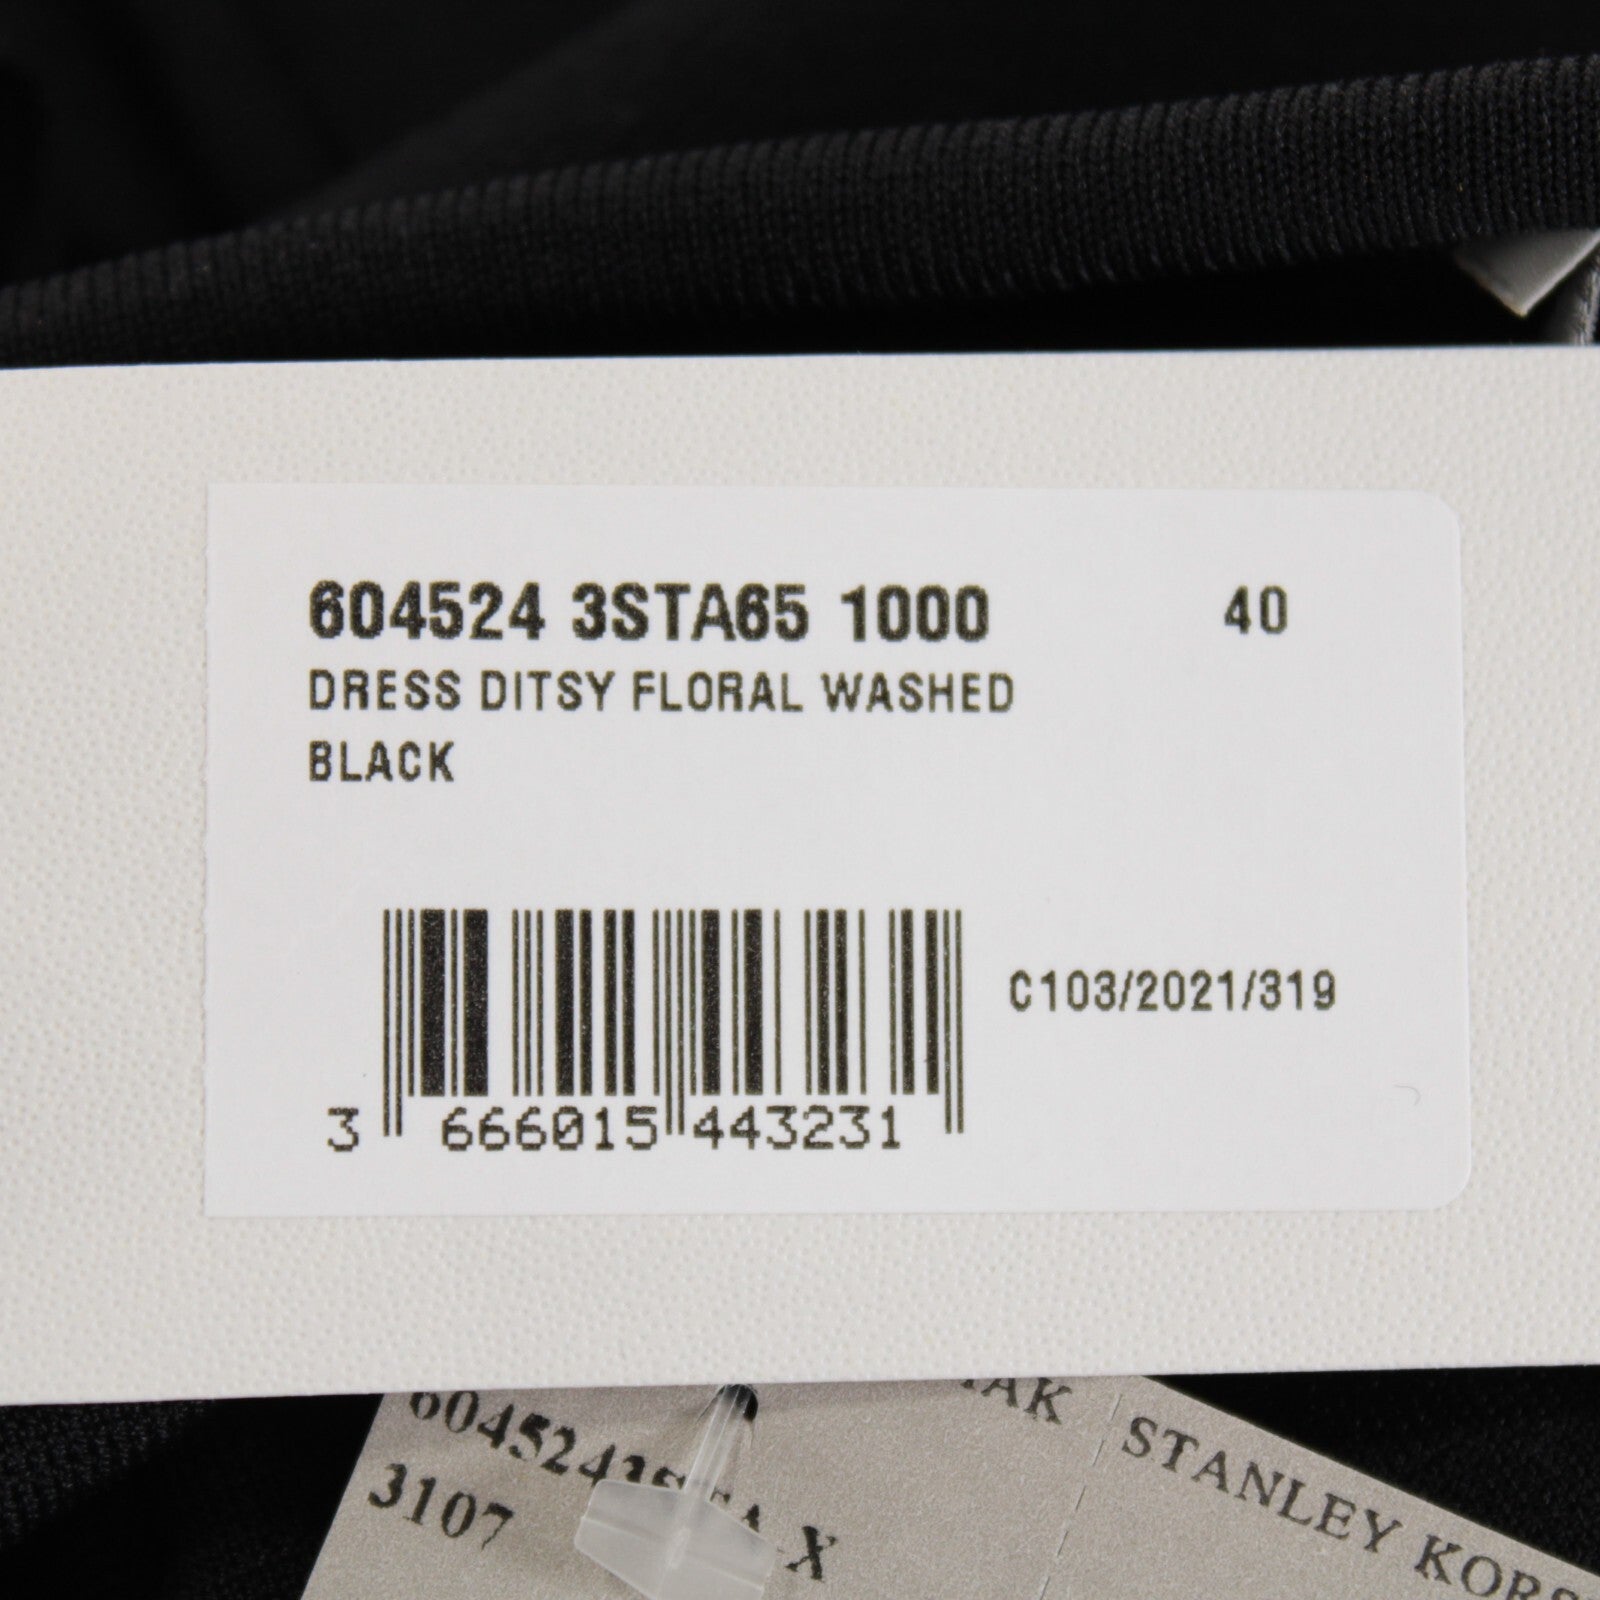 604524 3STA65 1000 40
DRESS DITSY FLORAL WASHED
BLACK
C103/2021/319
3 666015 443231
STANLEY
3107